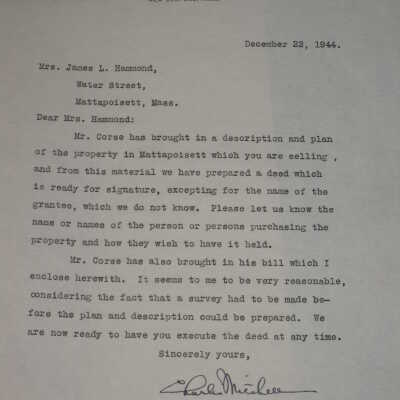 December 22, 1944.
Mrs. James L. Hammond,
Water Street,
Mattapoisett, Mass.
Dear Mrs. Hammond:
Mr. Corse has brought in a description and plan
of the property in Mattapoisett which you are selling ,
and from this material we have prepared a deed which
is ready for signature, excepting for the name of the
grantee, which we do not know. Please let us know the
name or names of the person or persons purchasing the
property and how they wish to have it held.
Mr. Corse has also brought in his bill which I
enclose herewith. It seems to me to be very reasonable,
considering the fact that a survey had to be made be-
fore the plan and description could be prepared. We
are now ready to have you execute the deed at any time.
Sincerely yours,
Charles